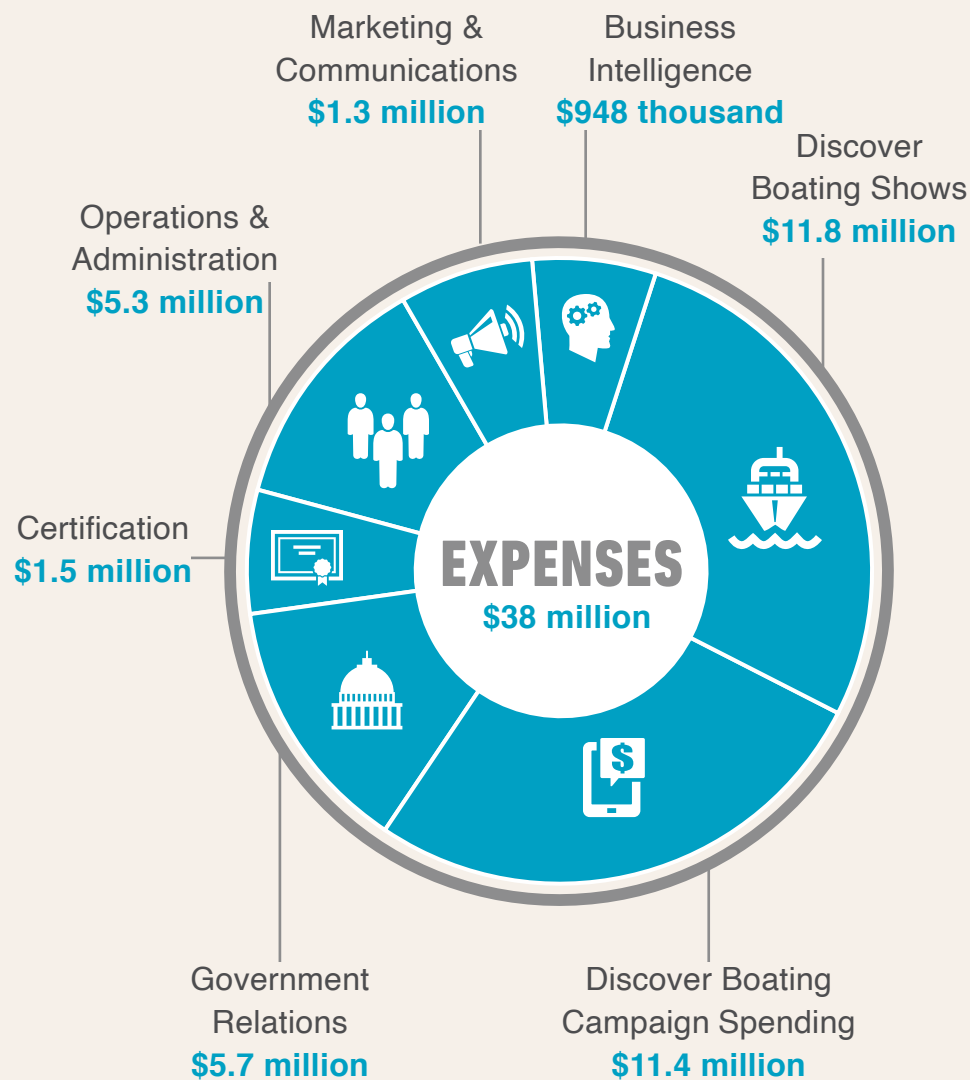 Marketing &
Communications
$1.3 million
Business
Intelligence
$948 thousand
Discover
Boating Shows
$11.8 million
Operations &
Administration
$5.3 million
Certification
$1.5 million
EXPENSES
$38 million
$
Government
Relations
$5.7 million
Discover Boating
Campaign Spending
$11.4 million